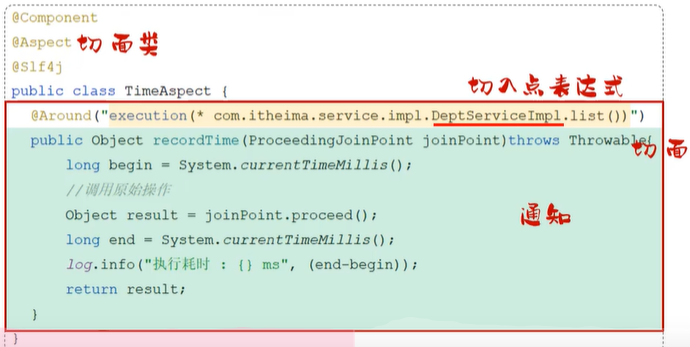 @Component
@Aspect 切面类
@Slf4j
public class TimeAspect {
切入点表达式
@Around("execution(* com.itheima.service.impl.DeptServiceImpl.list())")
public Object recordTime(ProceedingJoinPoint joinPoint)throws Throwable{
切面
long begin = System.currentTimeMillis();
//调用原始操作
Object result = joinPoint.proceed();
通知
long end = System.currentTimeMillis();
log.info("执行耗时 : {} ms", (end-begin));
return result;
}
}